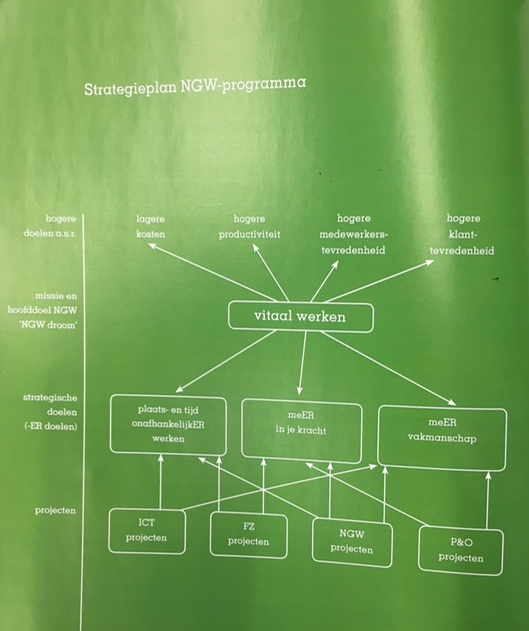 Strategieplan NGW-programma
hogere
doelen a.s.r.
lagere
kosten
hogere
productiviteit
hogere
medewerkers-
tevredenheid
hogere
klant-
tevredenheid
missie en
hoofddoel NGW
'NGW droom'
vitaal werken
strategische
doelen
(-ER doelen)
plaats- en tijd
onafhankelijkER
werken
meER
in je kracht
meER
vakmanschap
projecten
ICT
projecten
FZ
projecten
NGW
projecten
P&O
projecten